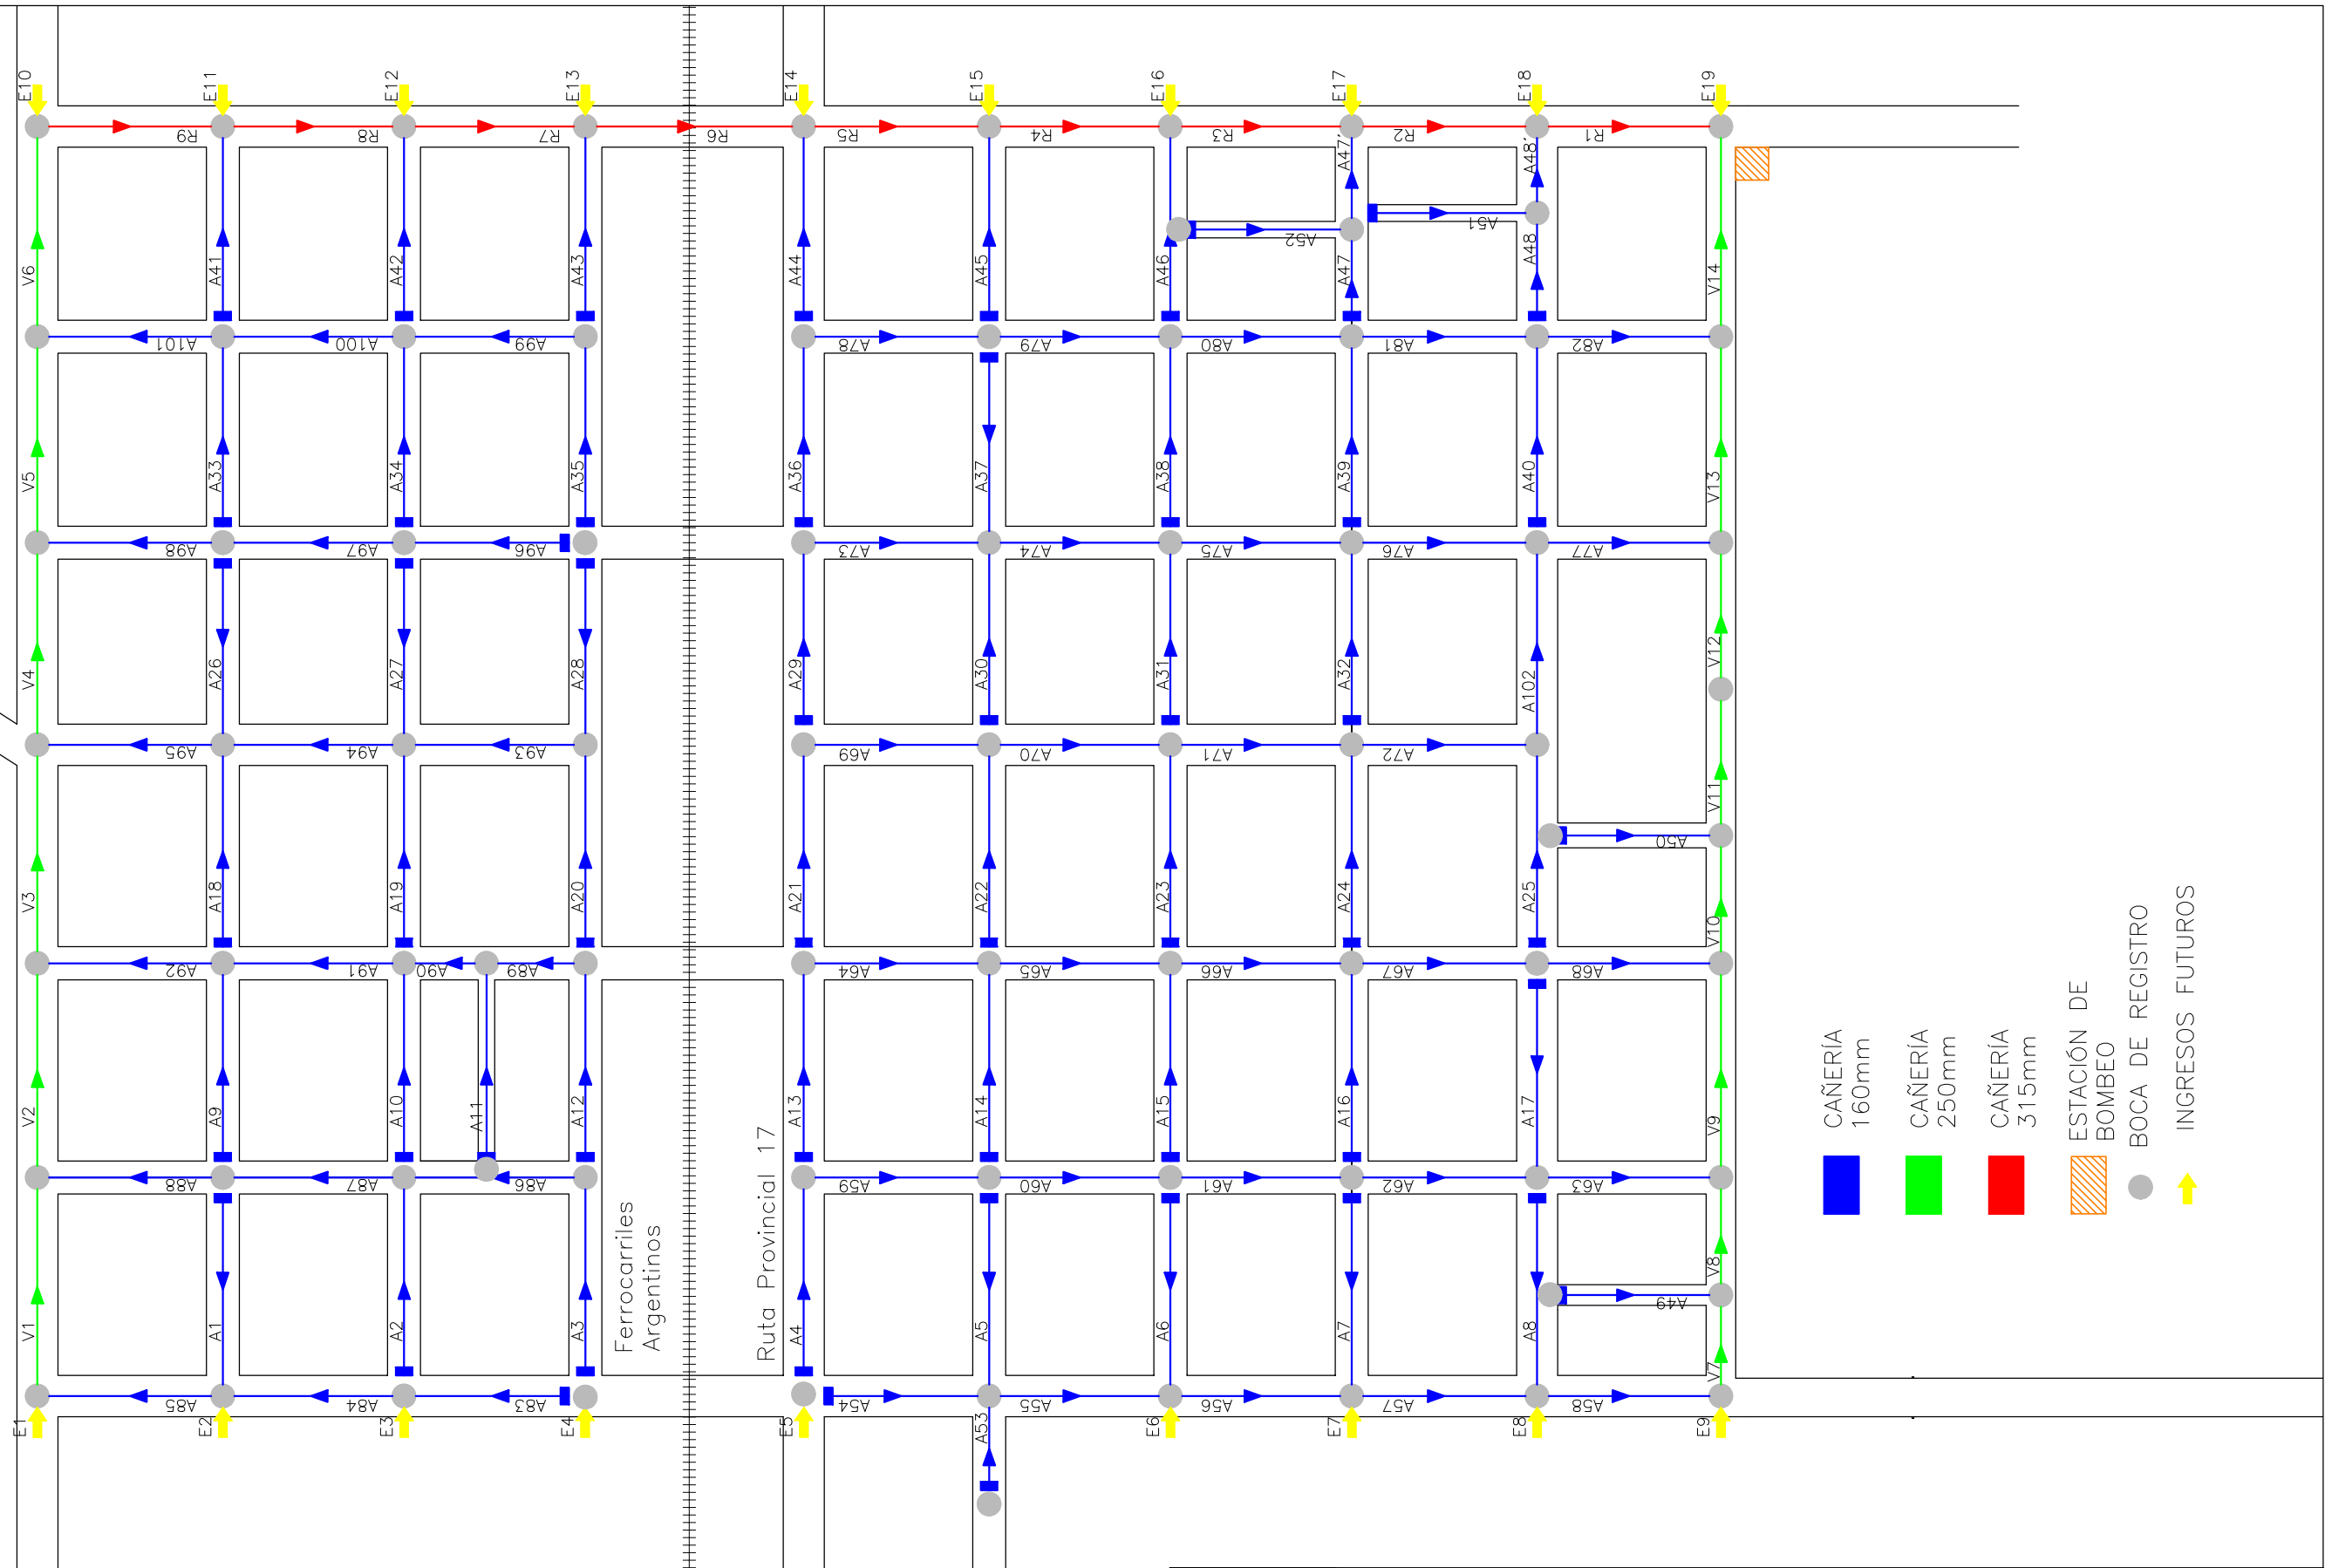 E10
E11
E12
E13
E14
E15
E16
E17
E18
E19
R9
R8
R7
R6
R5
R4
R3
R2
R1
A47'
A48'
A52
A51
V6
A41
A42
A43
A44
A45
A46
A47
A48
V14
A101
A100
A99
A78
A79
A80
A81
A82
V5
A33
A34
A35
A36
A37
A38
A39
A40
V13
A98
A97
A96
A73
A74
A75
A76
A77
V4
A26
A27
A28
A29
A30
A31
A32
A102
V12
A95
A94
A93
A69
A70
A71
A72
V11
A50
V3
A18
A19
A20
A21
A22
A23
A24
A25
V10
A92
A91
A90
A89
A64
A65
A66
A67
A68
V2
A9
A10
A11
A12
A13
A14
A15
A16
A17
V9
A88
A87
A86
A59
A60
A61
A62
A63
V8
A49
V1
A1
A2
A3
A4
A5
A6
A7
A8
V7
A85
A84
A83
A54
A55
A56
A57
A58
A53
E1
E2
E3
E4
E5
E6
E7
E8
E9
Ferrocarriles
Argentinos
Ruta Provincial 17
CAÑERÍA
160mm
CAÑERÍA
250mm
CAÑERÍA
315mm
ESTACIÓN DE
BOMBEO
BOCA DE REGISTRO
INGRESOS FUTUROS